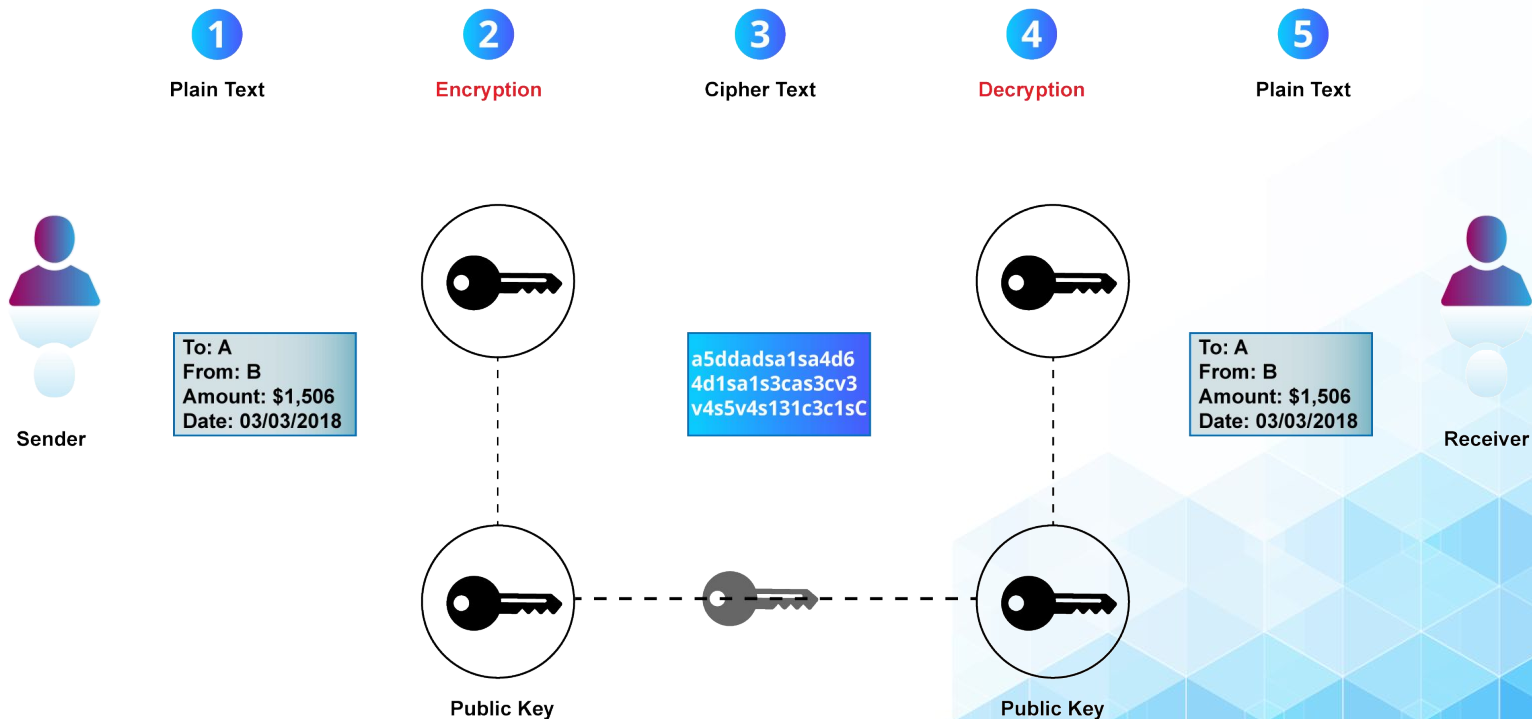 1
2
3
4
5
Plain Text
Encryption
Cipher Text
Decryption
Plain Text
To: A
From: B
Amount: $1,506
Date: 03/03/2018
a5ddadsa1sa4d6
4d1sa1s3cas3cv3
v4s5v4s131c3c1sC
To: A
From: B
Amount: $1,506
Date: 03/03/2018
Sender
Receiver
Public Key
Public Key